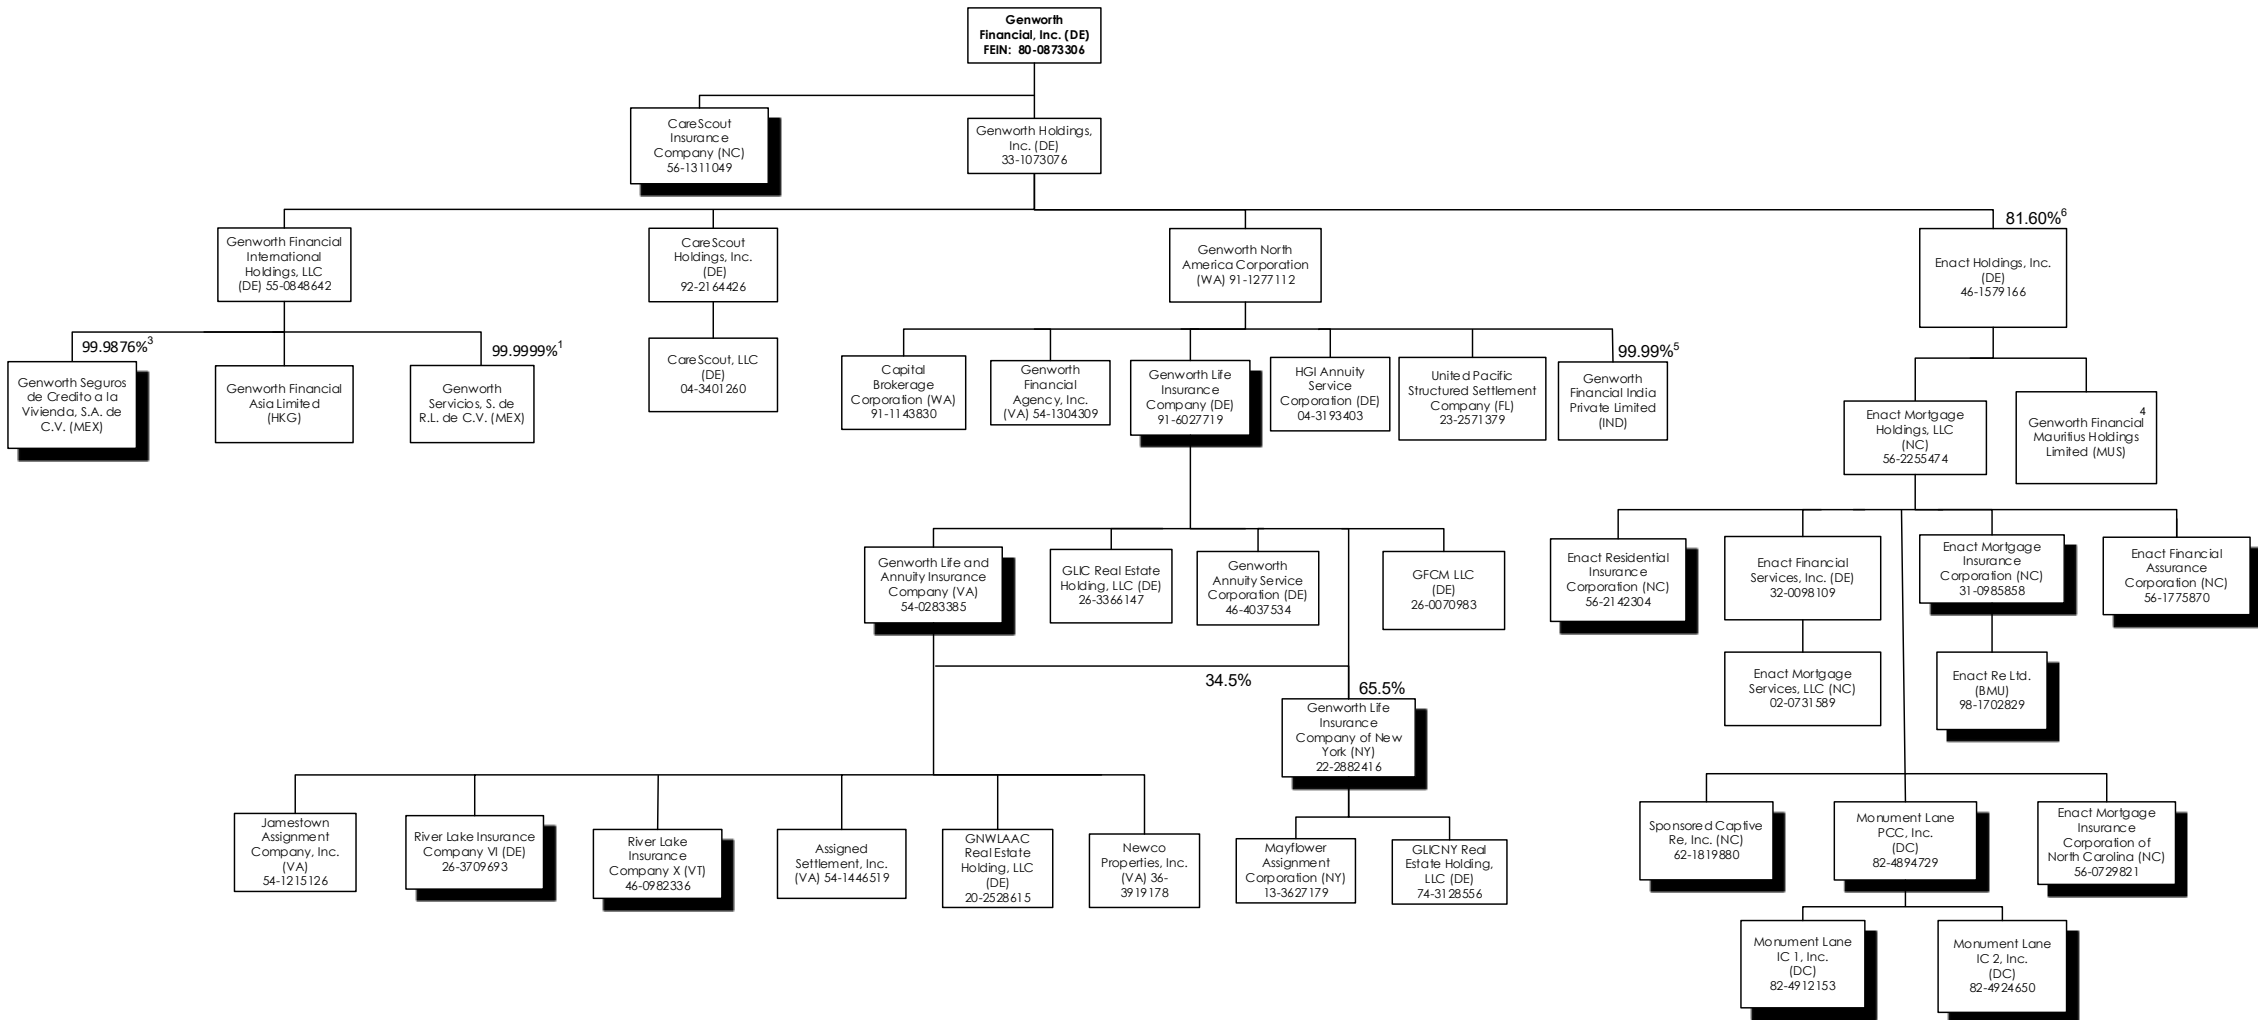 Genworth
Financial, Inc. (DE)
FEIN: 80-0873306
CareScout
Insurance
Company (NC)
56-1311049
Genworth Holdings,
Inc. (DE)
33-1073076
Genworth Financial
International
Holdings, LLC
(DE) 55-0848642
CareScout
Holdings, Inc.
(DE)
92-2164426
Genworth North
America Corporation
(WA) 91-1277112
81.60%6
Enact Holdings, Inc.
(DE)
46-1579166
99.9876%3
Genworth Seguros
de Credito a la
Vivienda, S.A. de
C.V. (MEX)
Genworth Financial
Asia Limited
(HKG)
99.9999%1
Genworth
Servicios, S. de
R.L. de C.V. (MEX)
CareScout, LLC
(DE)
04-3401260
Capital
Brokerage
Corporation (WA)
91-1143830
Genworth
Financial
Agency, Inc.
(VA) 54-1304309
Genworth Life
Insurance
Company (DE)
91-6027719
HGI Annuity
Service
Corporation (DE)
04-3193403
United Pacific
Structured Settlement
Company (FL)
23-2571379
99.99%5
Genworth
Financial India
Private Limited
(IND)
Enact Mortgage
Holdings, LLC
(NC)
56-2255474
4
Genworth Financial
Mauritius Holdings
Limited (MUS)
Genworth Life and
Annuity Insurance
Company (VA)
54-0283385
GLIC Real Estate
Holding, LLC (DE)
26-3366147
Genworth
Annuity Service
Corporation (DE)
46-4037534
GFCM LLC
(DE)
26-0070983
Enact Residential
Insurance
Corporation (NC)
56-2142304
Enact Financial
Services, Inc. (DE)
32-0098109
Enact Mortgage
Insurance
Corporation (NC)
31-0985858
Enact Financial
Assurance
Corporation (NC)
56-1775870
34.5%
65.5%
Genworth Life
Insurance
Company of New
York (NY)
22-2882416
Enact Mortgage
Services, LLC (NC)
02-0731589
Enact Re Ltd.
(BMU)
98-1702829
Jamestown
Assignment
Company, Inc.
(VA)
54-1215126
River Lake Insurance
Company VI (DE)
26-3709693
River Lake
Insurance
Company X (VT)
46-0982336
Assigned
Settlement, Inc.
(VA) 54-1446519
GNWLAAC
Real Estate
Holding, LLC
(DE)
20-2528615
Newco
Properties, Inc.
(VA) 36-
3919178
Mayflower
Assignment
Corporation (NY)
13-3627179
GLICNY Real
Estate Holding,
LLC (DE)
74-3128556
Sponsored Captive
Re, Inc. (NC)
62-1819880
Monument Lane
PCC, Inc.
(DC)
82-4894729
Enact Mortgage
Insurance
Corporation of
North Carolina (NC)
56-0729821
Monument Lane
IC 1, Inc.
(DC)
82-4912153
Monument Lane
IC 2, Inc.
(DC)
82-4924650